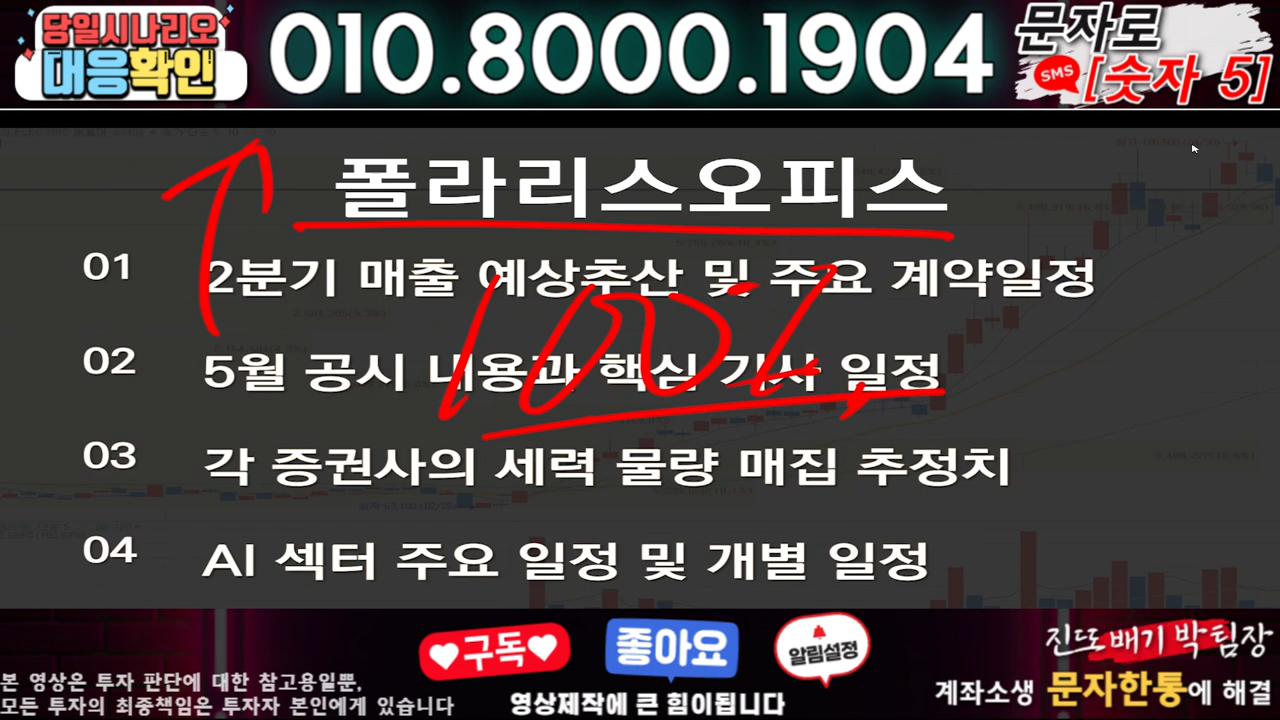 당일시나리오
대응확인
010.8000.1904
문자로
SMS
[숫자 5]
폴라리스오피스
01 2분기 매출 예상추산 및 주요 계약일정
100%
02 5월 공시 내용과 핵심 기사 일정
03 각 증권사의 세력 물량 매집 추정치
04 AI 섹터 주요 일정 및 개별 일정
구독
좋아요
알림설정
진또배기 박팀장
본 영상은 투자 판단에 대한 참고용일뿐,
모든 투자의 최종책임은 투자자 본인에게 있습니다
영상제작에 큰 힘이됩니다
계좌소생 문자한통에 해결